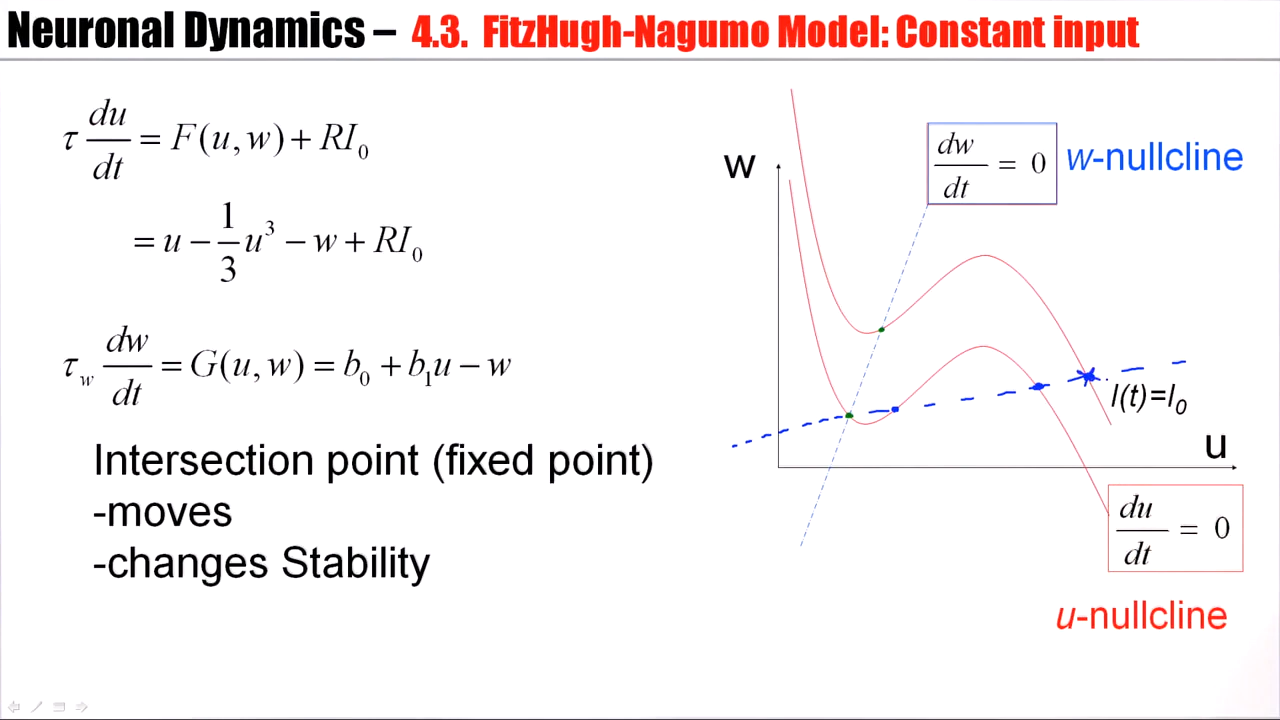 Neuronal Dynamics – 4.3. FitzHugh-Nagumo Model: Constant input
τ du/dt = F(u, w) + RI₀
= u − 1/3 u³ − w + RI₀
τ_w dw/dt = G(u, w) = b₀ + b₁u − w
Intersection point (fixed point)
-moves
-changes Stability
w
dw/dt = 0
w-nullcline
I(t)=I₀
u
du/dt = 0
u-nullcline